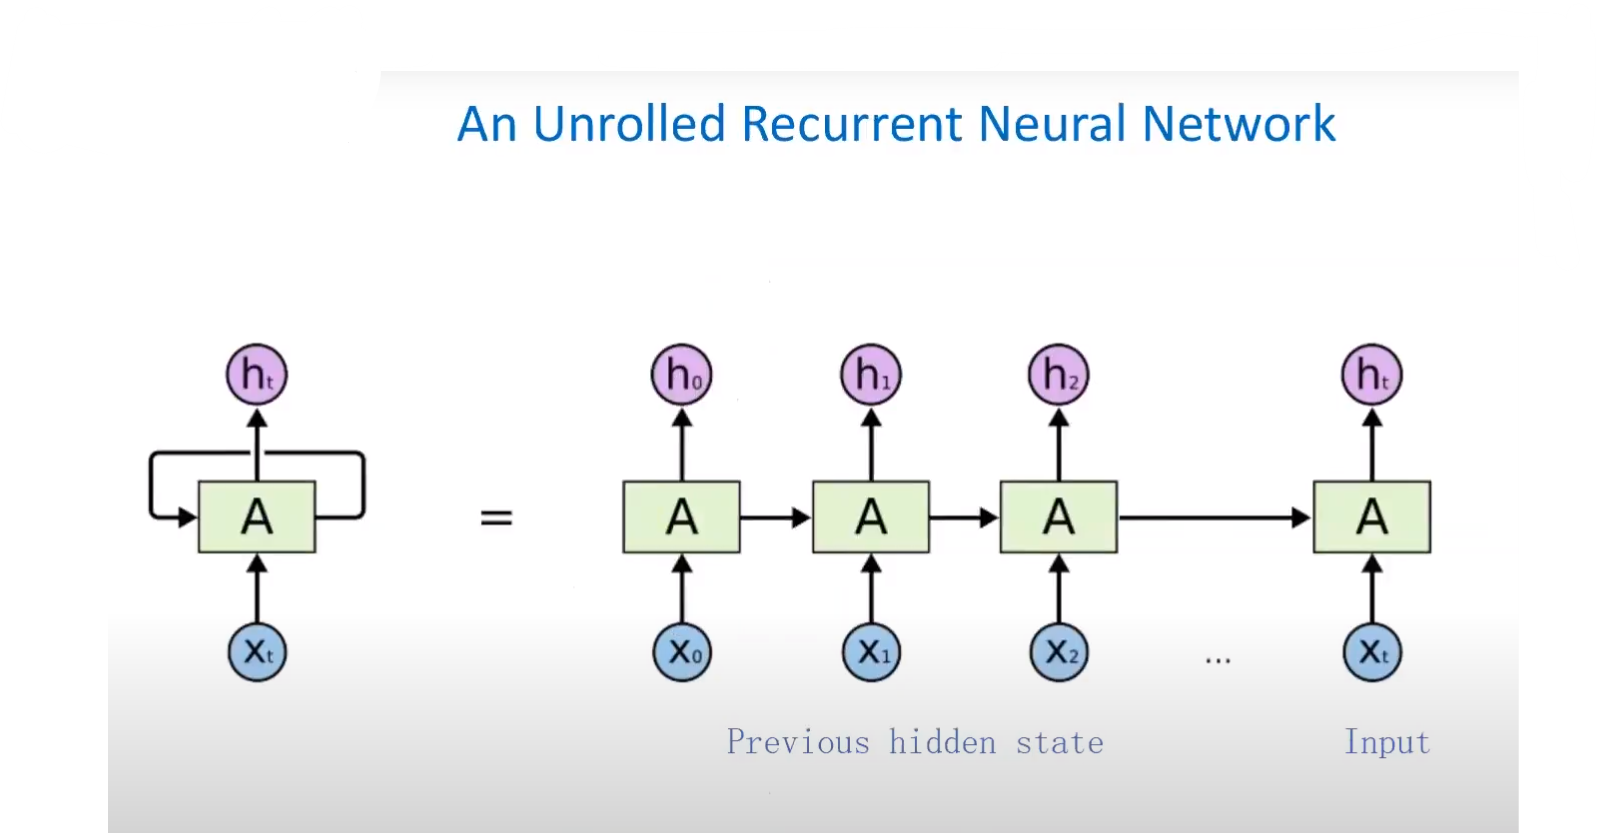 An Unrolled Recurrent Neural Network
hₜ h₀ h₁ h₂ hₜ
A = A A A A
xₜ x₀ x₁ x₂ ... xₜ
Previous hidden state Input